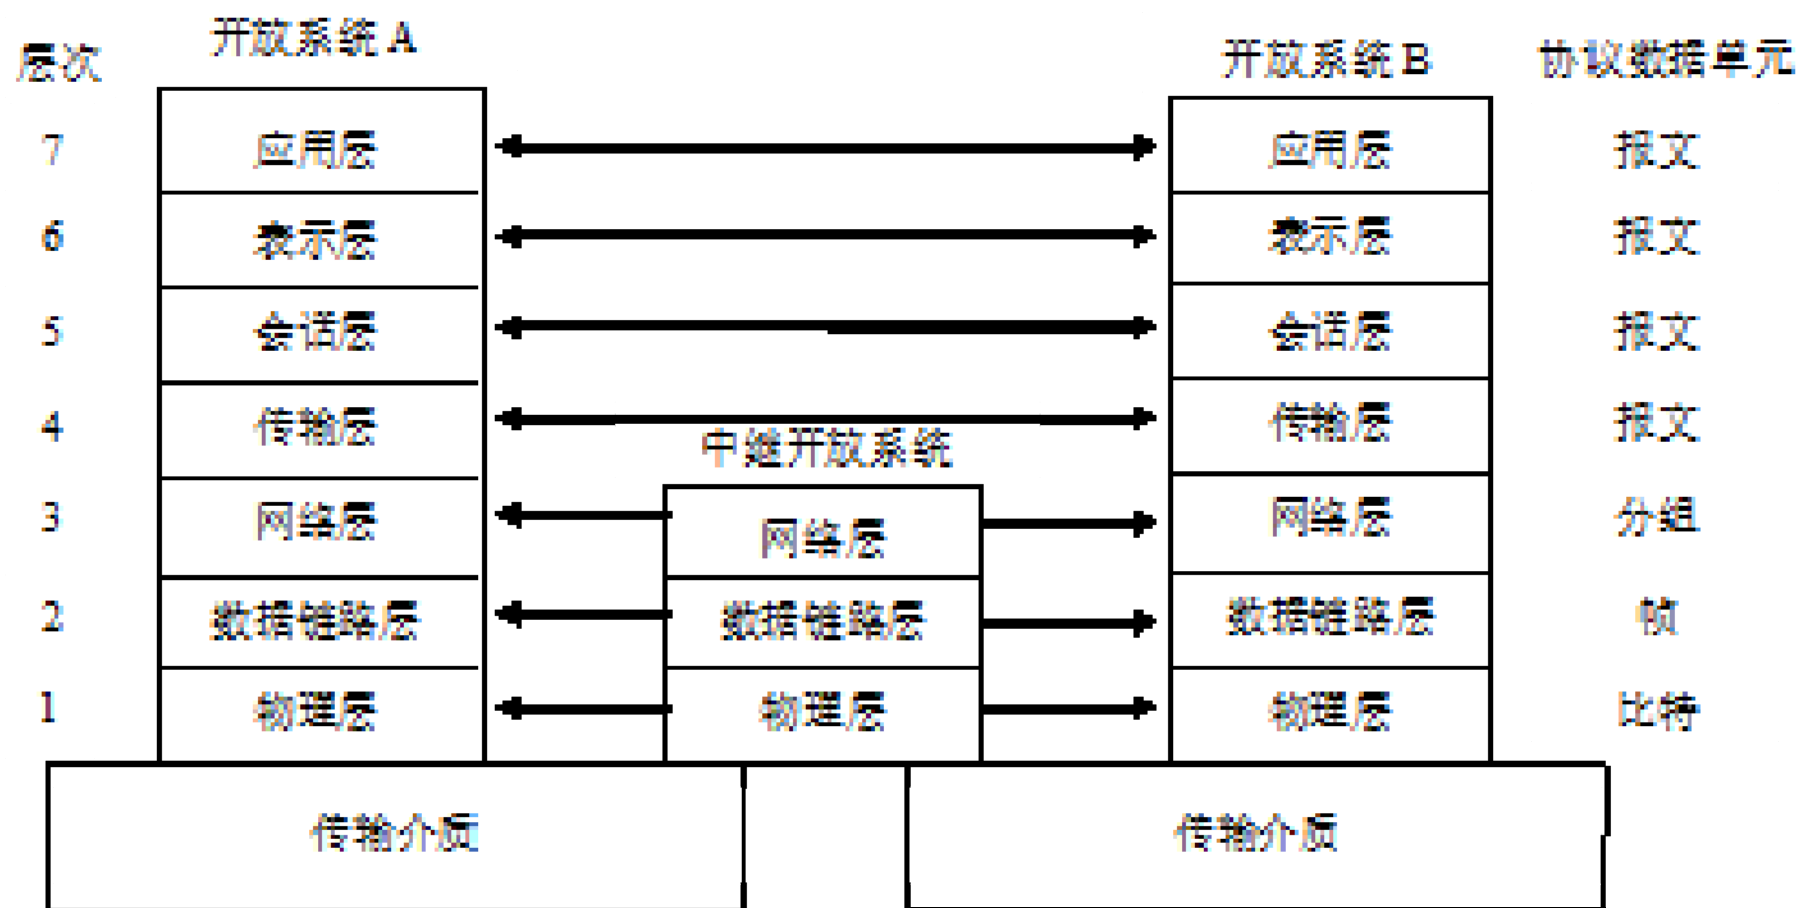 层次 开放系统 A 开放系统 B 协议数据单元
7 应用层 应用层 报文
6 表示层 表示层 报文
5 会话层 会话层 报文
4 传输层 传输层 报文
中继开放系统
3 网络层 网络层 网络层 分组
2 数据链路层 数据链路层 数据链路层 帧
1 物理层 物理层 物理层 比特
传输介质 传输介质